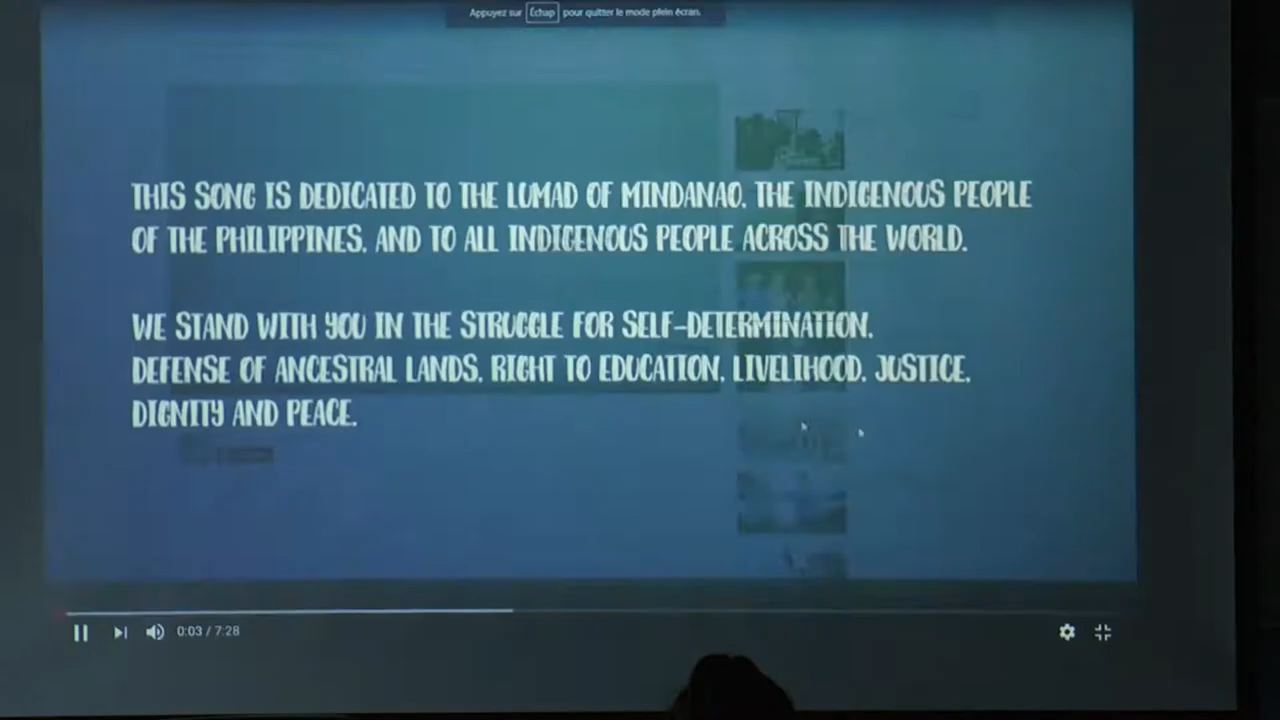 Appuyez sur Échap pour quitter le mode plein écran.
THIS SONG IS DEDICATED TO THE LUMAD OF MINDANAO, THE INDIGENOUS PEOPLE
OF THE PHILIPPINES, AND TO ALL INDIGENOUS PEOPLE ACROSS THE WORLD.
WE STAND WITH YOU IN THE STRUGGLE FOR SELF-DETERMINATION,
DEFENSE OF ANCESTRAL LANDS, RIGHT TO EDUCATION, LIVELIHOOD, JUSTICE,
DIGNITY AND PEACE.
0:03 / 7:28